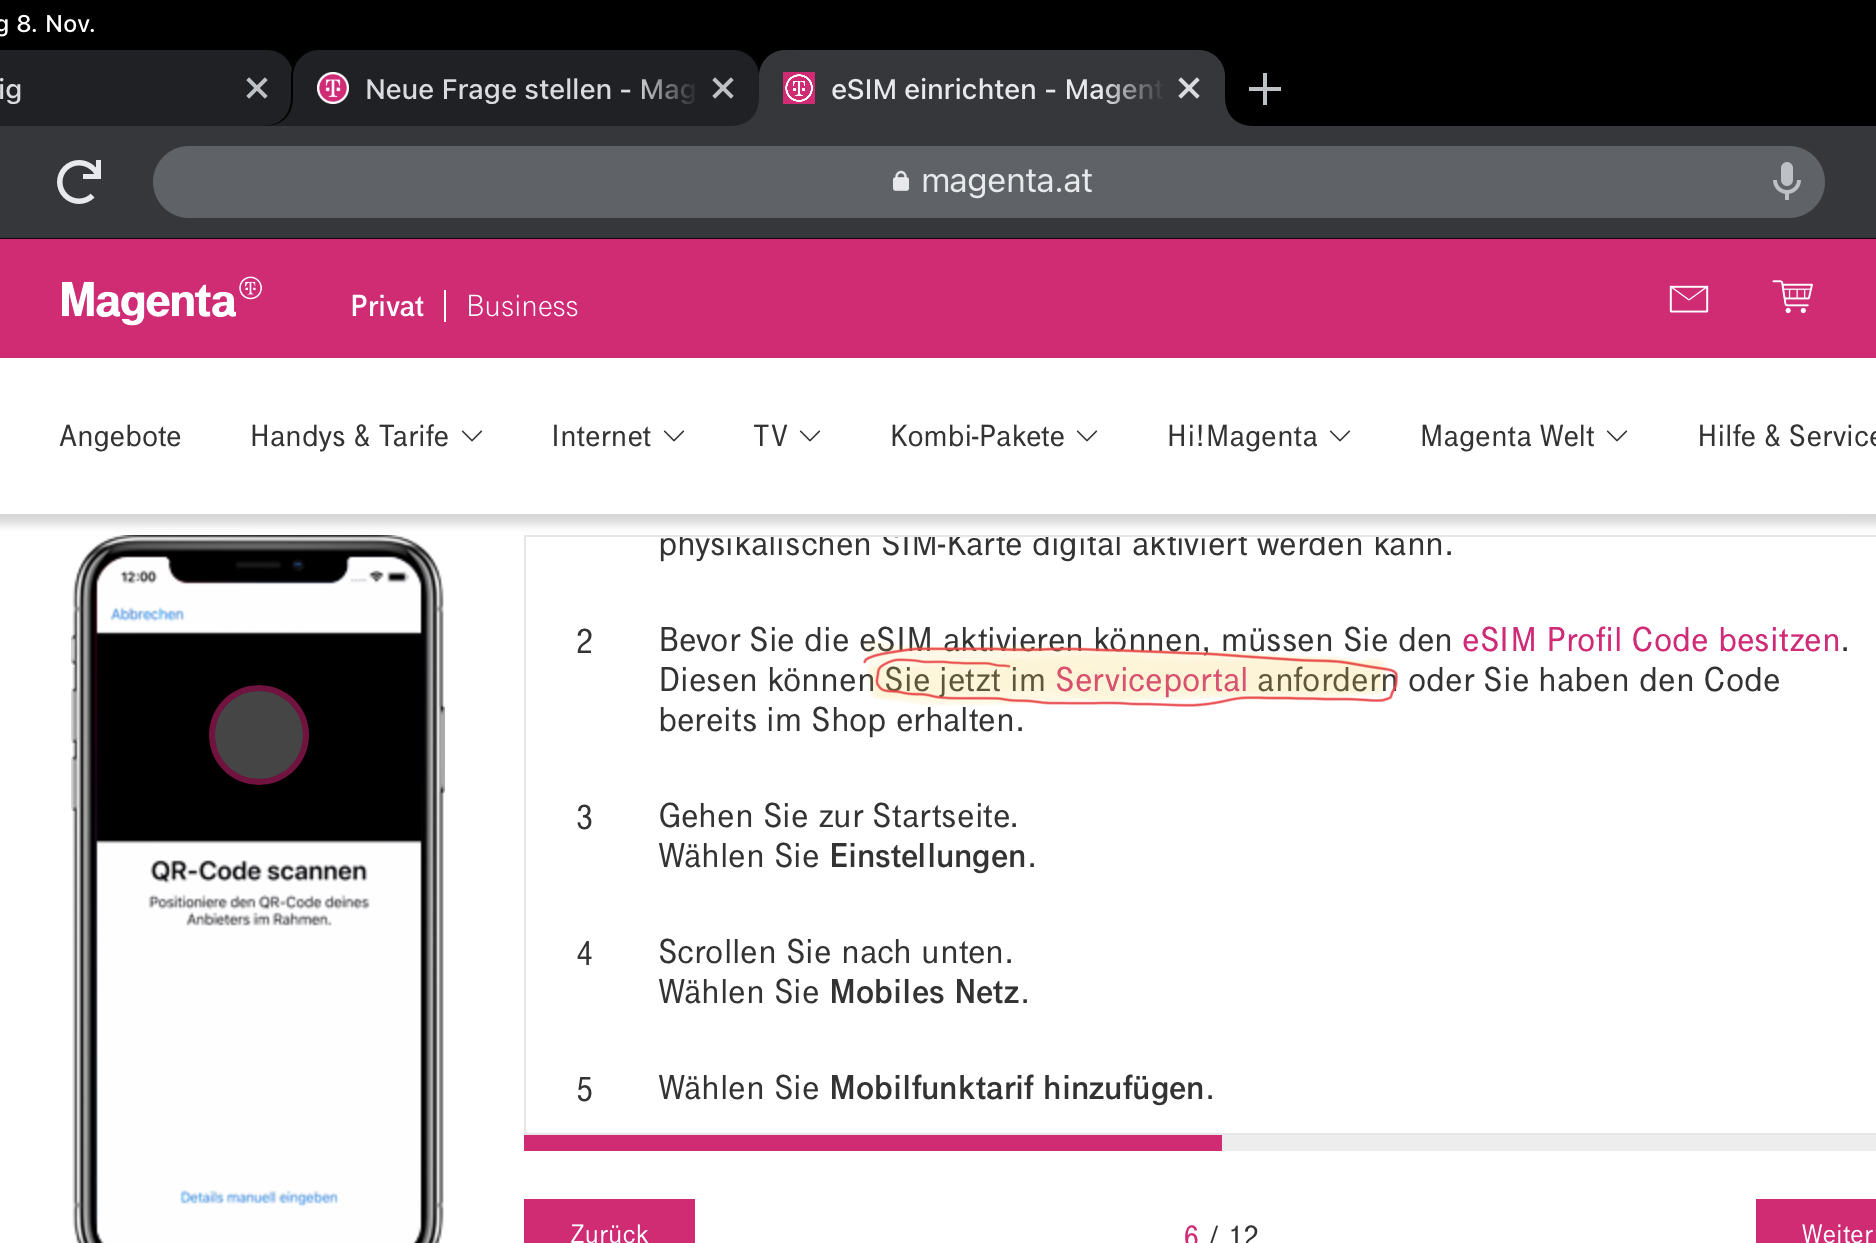 g 8. Nov.
ig
Neue Frage stellen - Mag
eSIM einrichten - Magent
magenta.at
Magenta T
Privat | Business
Angebote
Handys & Tarife
Internet
TV
Kombi-Pakete
Hi!Magenta
Magenta Welt
Hilfe & Service
12:00
Abbrechen
QR-Code scannen
Positioniere den QR-Code deines
Anbieters im Rahmen.
Details manuell eingeben
physikalischen SIM-Karte digital aktiviert werden kann.
2 Bevor Sie die eSIM aktivieren können, müssen Sie den eSIM Profil Code besitzen.
Diesen können Sie jetzt im Serviceportal anfordern oder Sie haben den Code
bereits im Shop erhalten.
3 Gehen Sie zur Startseite.
Wählen Sie Einstellungen.
4 Scrollen Sie nach unten.
Wählen Sie Mobiles Netz.
5 Wählen Sie Mobilfunktarif hinzufügen.
Zurück
6 / 12
Weiter